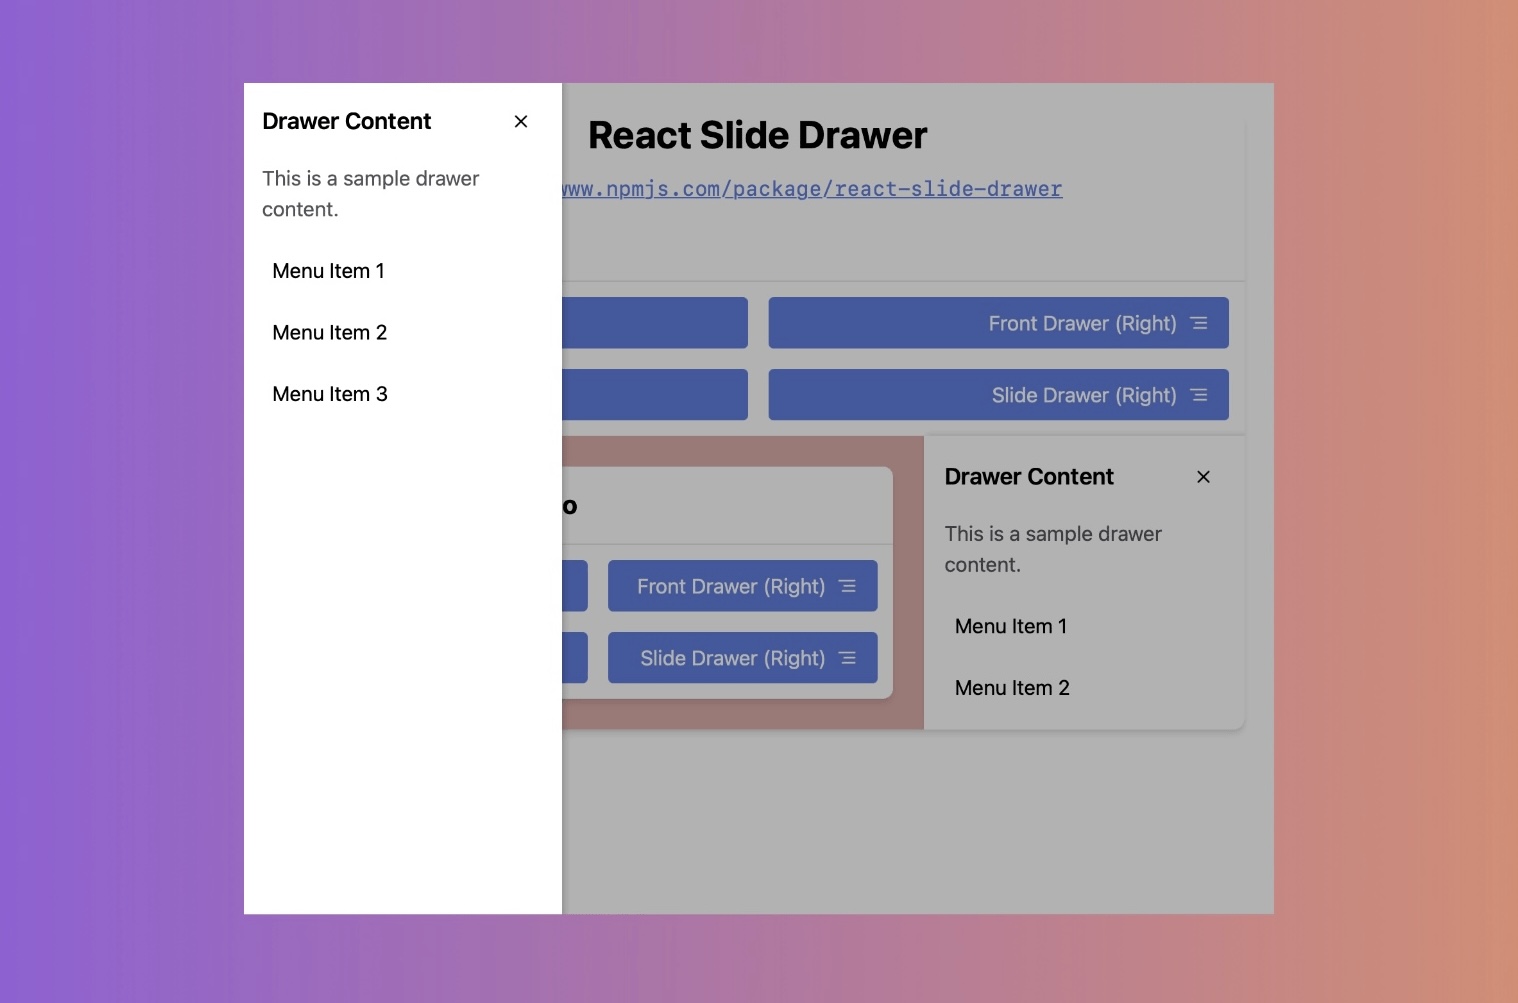 Drawer Content
This is a sample drawer
content.
Menu Item 1
Menu Item 2
Menu Item 3
React Slide Drawer
www.npmjs.com/package/react-slide-drawer
Front Drawer (Right)
Slide Drawer (Right)
o
Front Drawer (Right)
Slide Drawer (Right)
Drawer Content
This is a sample drawer
content.
Menu Item 1
Menu Item 2